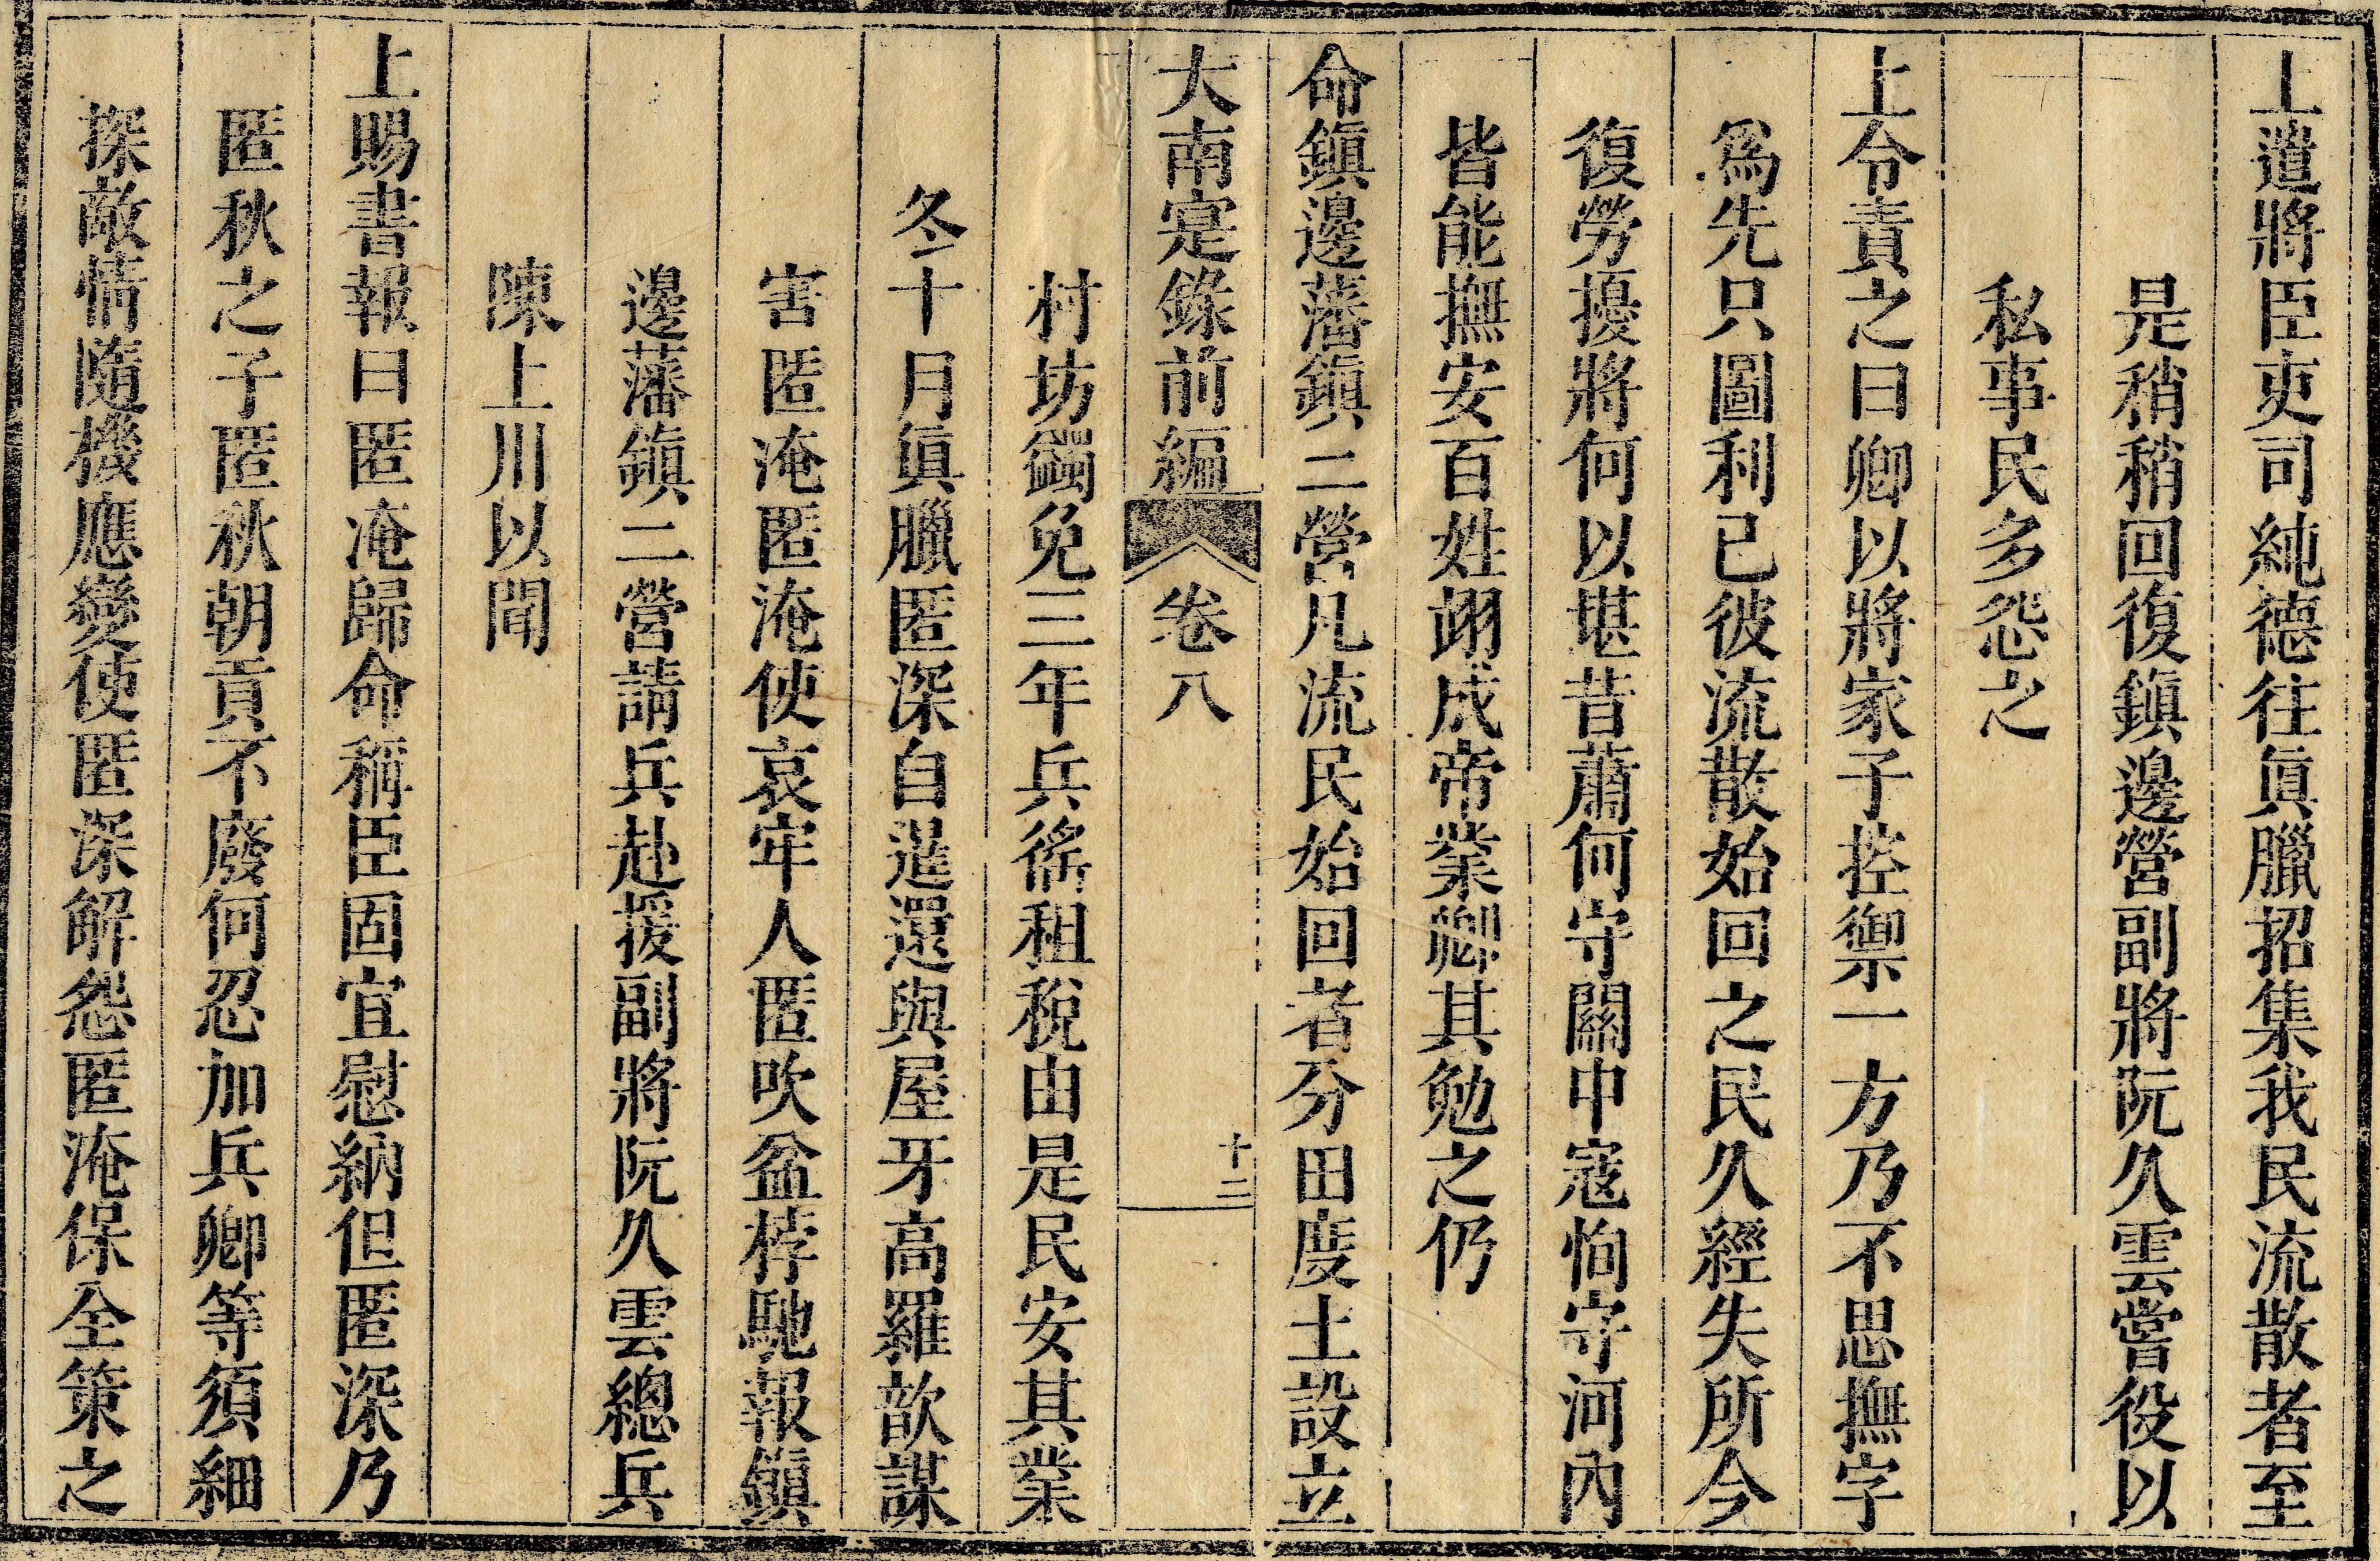 上遣將臣吏司純德往眞臘招集我民流散者至
是稍稍回復鎭邊營副將阮久雲嘗役以
私事民多怨之
上令責之曰卿以將家子控禦一方乃不思撫字
爲先只圖利己彼流散始回之民久經失所今
復勞擾將何以堪昔蕭何守關中寇恂守河內
皆能撫安百姓翊成帝業卿其勉之仍
命鎭邊藩鎭二營凡流民始回者分田度土設立
大南寔錄前編 卷八 十二
村坊蠲免三年兵徭租稅由是民安其業
冬十月眞臘匿深自暹還與屋牙高羅歆謀
害匿淹匿淹使哀牢人匿吹盆桲馳報鎭
邊藩鎭二營請兵赴援副將阮久雲總兵
陳上川以聞
上賜書報曰匿淹歸命稱臣固宜慰納但匿深乃
匿秋之子匿秋朝貢不廢何忍加兵卿等須細
探敵情隨機應變使匿深解怨匿淹保全策之